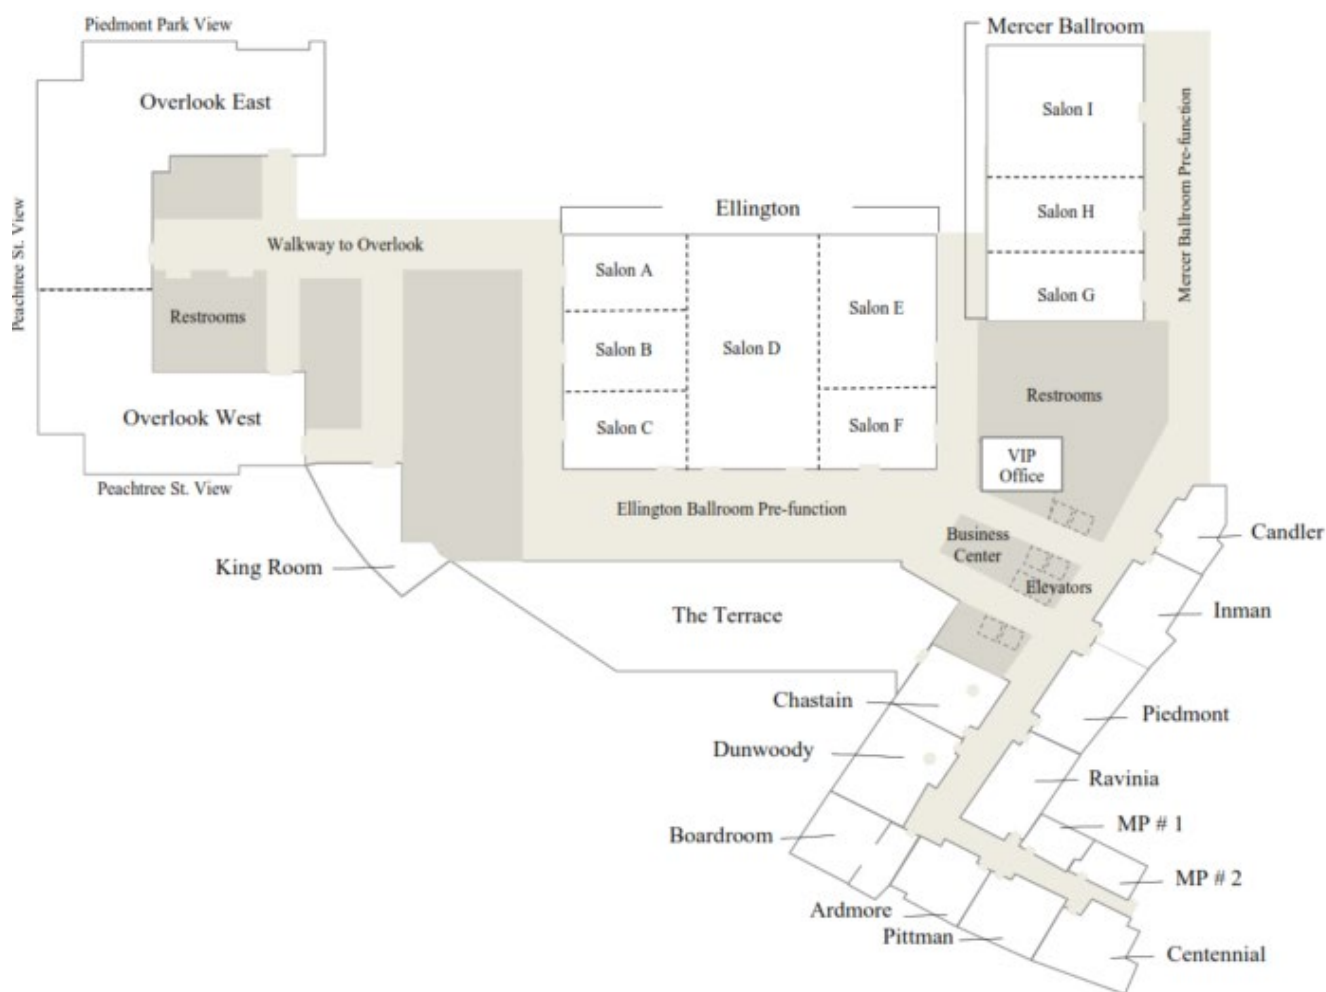 Piedmont Park View
Mercer Ballroom
Overlook East
Salon I
Mercer Ballroom Pre-function
Peachtree St. View
Ellington
Salon H
Walkway to Overlook
Salon A
Salon G
Salon E
Restrooms
Salon B
Salon D
Restrooms
Overlook West
Salon C
Salon F
VIP
Office
Peachtree St. View
Ellington Ballroom Pre-function
Business
Center
Candler
King Room
Elevators
Inman
The Terrace
Chastain
Piedmont
Dunwoody
Ravinia
Boardroom
MP # 1
MP # 2
Ardmore
Pittman
Centennial